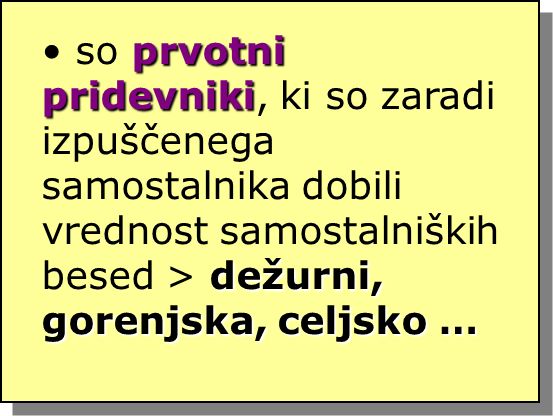 • so prvotni
pridevniki, ki so zaradi
izpuščenega
samostalnika dobili
vrednost samostalniških
besed > dežurni,
gorenjska, celjsko ...